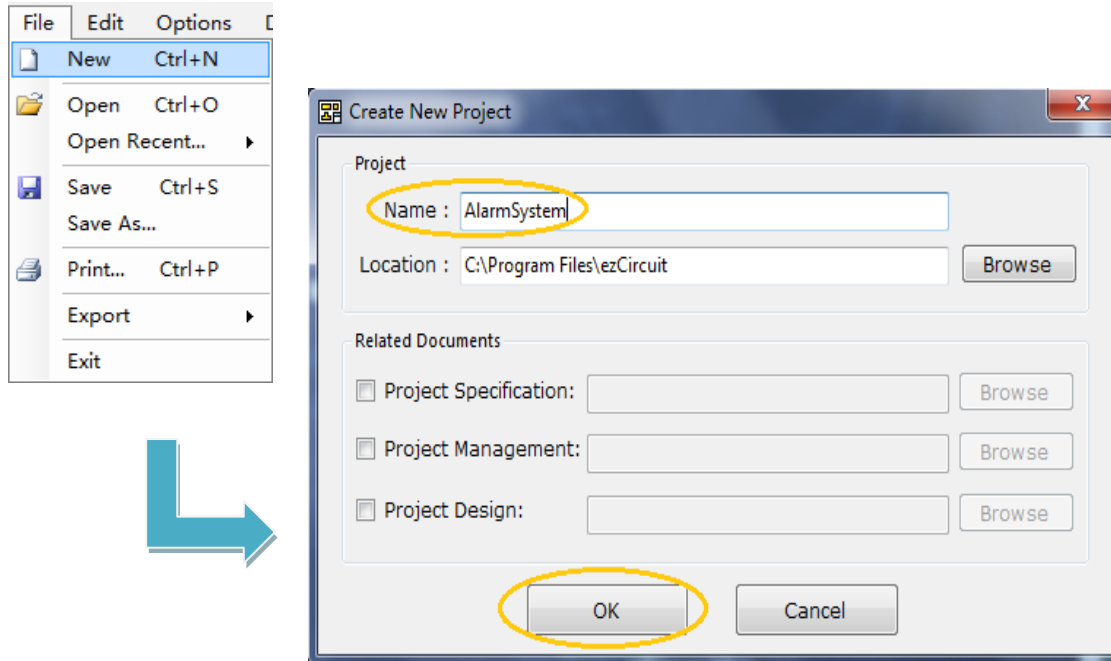 File Edit Options
New Ctrl+N
Open Ctrl+O
Open Recent...
Save Ctrl+S
Save As...
Print... Ctrl+P
Export
Exit
Create New Project
Project
Name : AlarmSystem
Location : C:\Program Files\ezCircuit Browse
Related Documents
Project Specification: Browse
Project Management: Browse
Project Design: Browse
OK Cancel